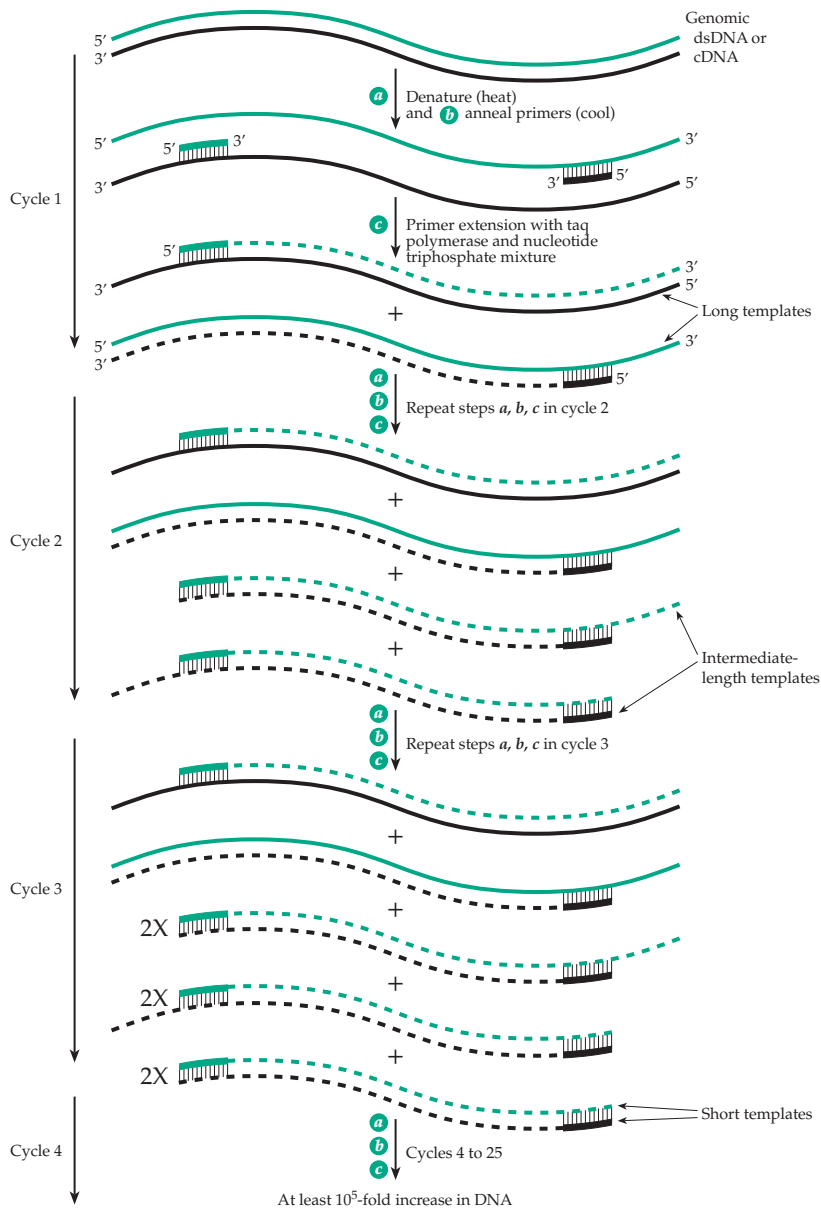 Genomic
dsDNA or
cDNA
5′
3′
a Denature (heat)
and b anneal primers (cool)
5′
5′
3′
3′
3′
3′
5′
5′
Cycle 1
c Primer extension with taq
polymerase and nucleotide
triphosphate mixture
5′
3′
3′
5′
+
Long templates
5′
3′
3′
5′
a
b
c
Repeat steps a, b, c in cycle 2
+
Cycle 2
+
+
Intermediate-
length templates
a
b
c
Repeat steps a, b, c in cycle 3
+
Cycle 3
+
2X
+
2X
+
2X
Short templates
Cycle 4
a
b
c
Cycles 4 to 25
At least 10⁵-fold increase in DNA